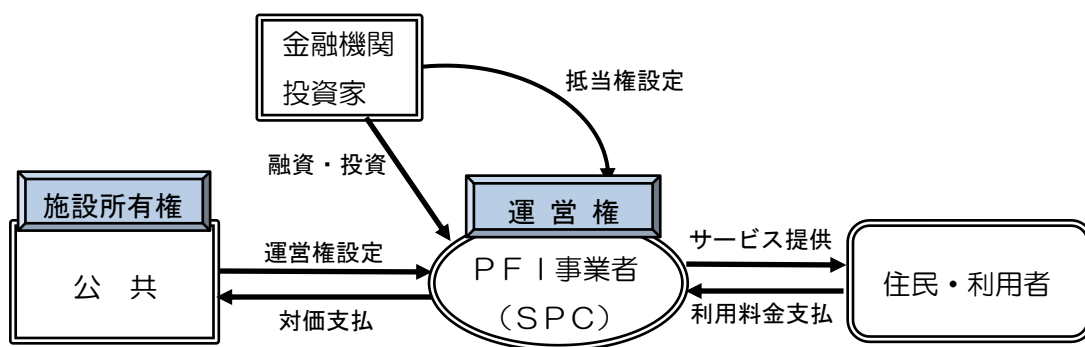 金融機関
投資家
抵当権設定
融資・投資
施設所有権
運 営 権
公　共
運営権設定
対価支払
ＰＦＩ事業者
（ＳＰＣ）
サービス提供
利用料金支払
住民・利用者